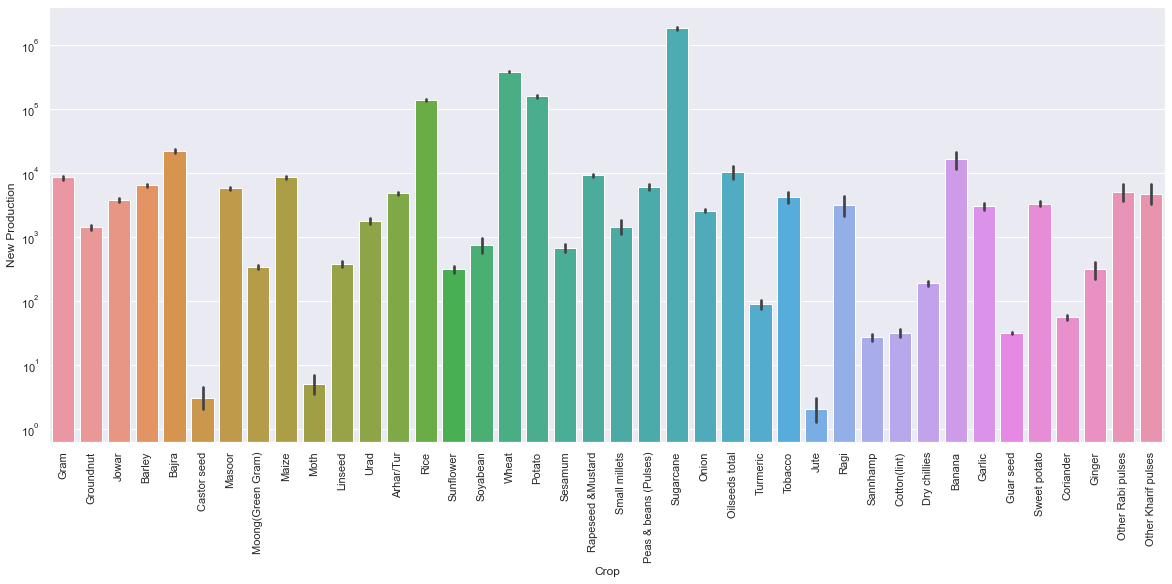 New Production
10⁶
10⁵
10⁴
10³
10²
10¹
10⁰
Gram
Groundnut
Jowar
Barley
Bajra
Castor seed
Masoor
Moong(Green Gram)
Maize
Moth
Linseed
Urad
Arhar/Tur
Rice
Sunflower
Soyabean
Wheat
Potato
Sesamum
Rapeseed &Mustard
Small millets
Peas & beans (Pulses)
Sugarcane
Onion
Oilseeds total
Turmeric
Tobacco
Jute
Ragi
Sannhamp
Cotton(lint)
Dry chillies
Banana
Garlic
Guar seed
Sweet potato
Coriander
Ginger
Other Rabi pulses
Other Kharif pulses
Crop